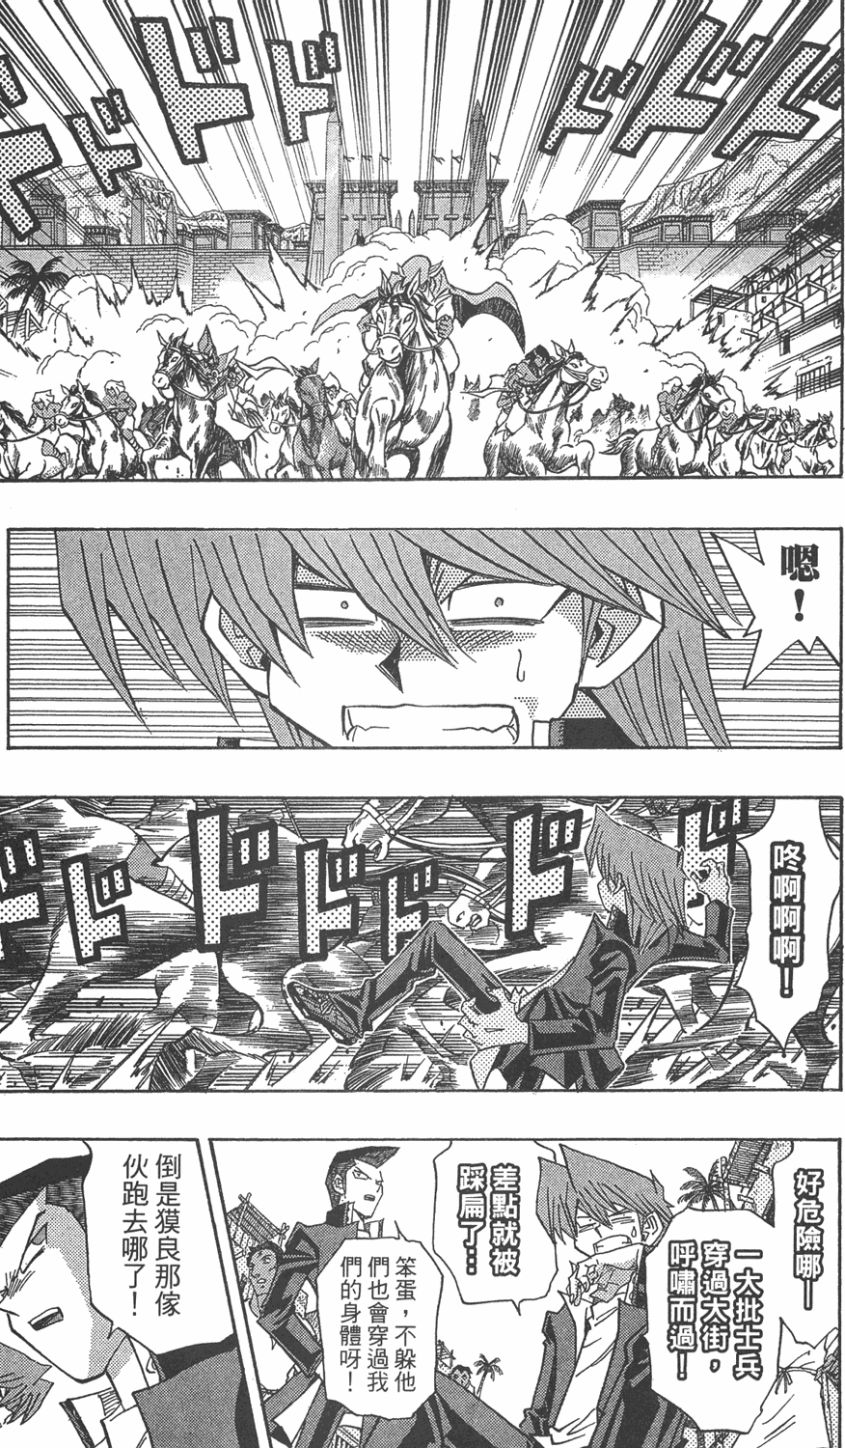 ドドドドドドド
嗯！
咚啊啊啊！
ドドドドドド
好危險哪—
一大批士兵
穿過大街，
呼嘯而過！
差點就被
踩扁了…
笨蛋，不躲他
們也會穿過我
們的身體呀！
倒是獏良那傢
伙跑去哪了！